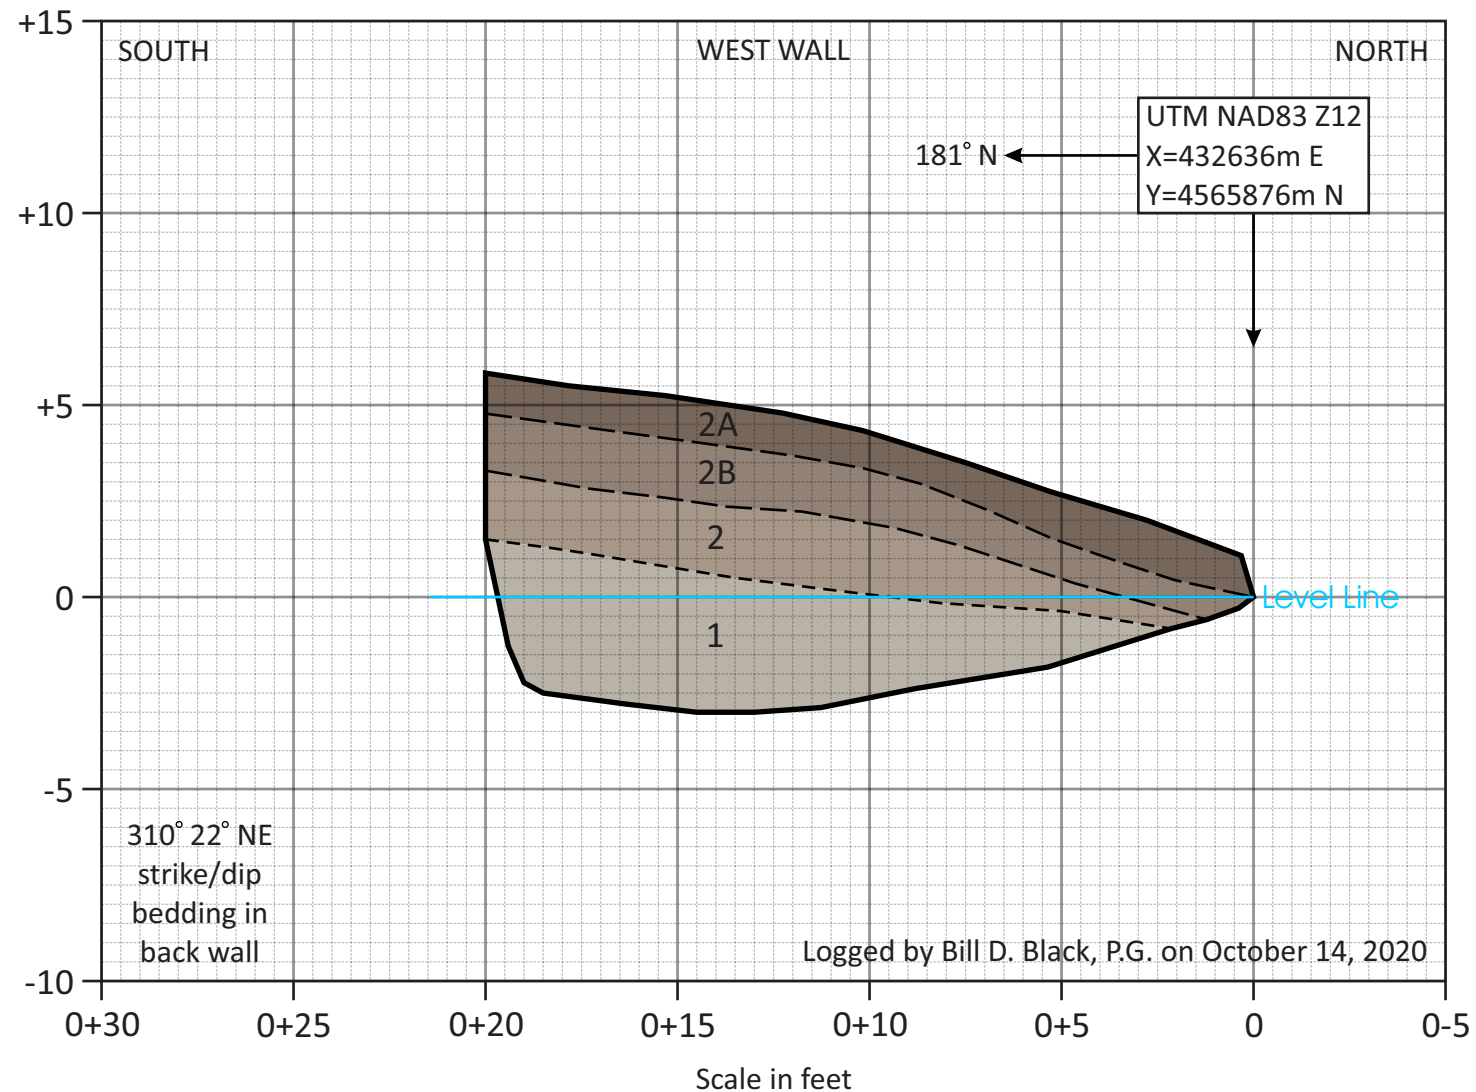 +15
SOUTH
WEST WALL
NORTH
UTM NAD83 Z12
X=432636m E
Y=4565876m N
181° N
+10
+5
2A
2B
2
0
Level Line
1
-5
310° 22° NE
strike/dip
bedding in
back wall
Logged by Bill D. Black, P.G. on October 14, 2020
-10
0+30
0+25
0+20
0+15
0+10
0+5
0
0-5
Scale in feet